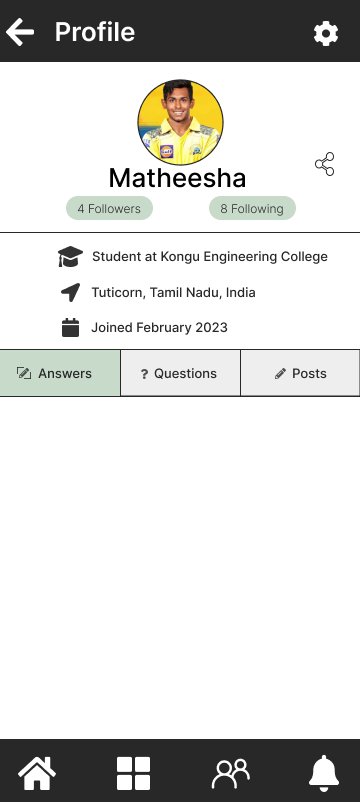 Profile
Matheesha
4 Followers 8 Following
Student at Kongu Engineering College
Tuticorn, Tamil Nadu, India
Joined February 2023
Answers ? Questions Posts